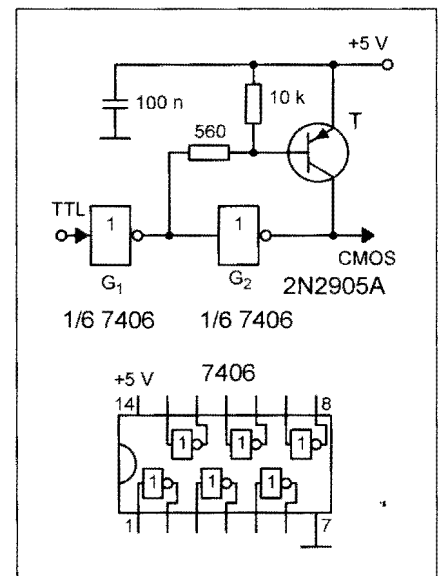 +5 V
100 n
10 k
T
560
TTL
1
1
CMOS
G1
G2
2N2905A
1/6 7406
1/6 7406
7406
+5 V
14
8
1
1
1
1
1
1
1
7